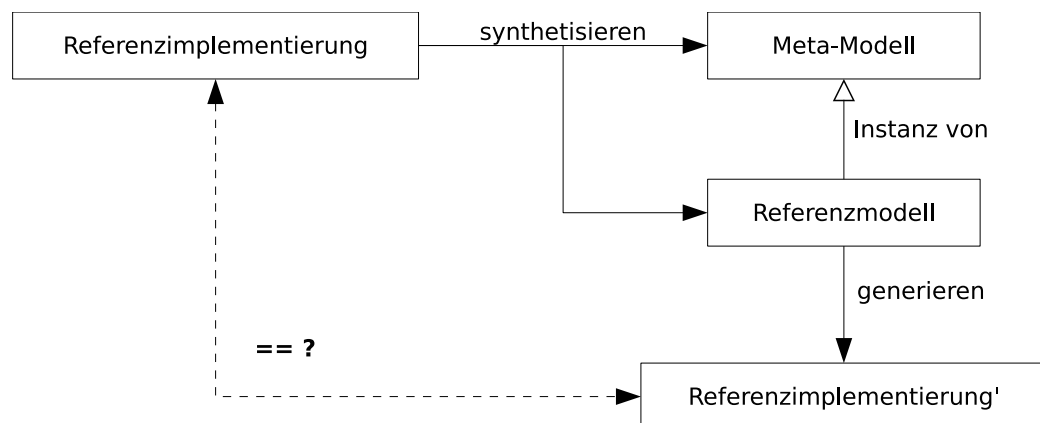 Referenzimplementierung
synthetisieren
Meta-Modell
Instanz von
Referenzmodell
generieren
== ?
Referenzimplementierung'